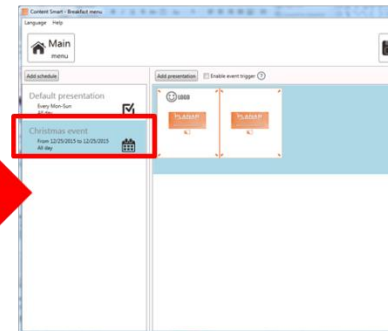 Content Smart - Breakfast menu
Language Help
Main
menu
Add schedule
Add presentation Enable event trigger ?
Default presentation
Every Mon-Sun
All day
Christmas event
From 12/25/2015 to 12/25/2015
All day